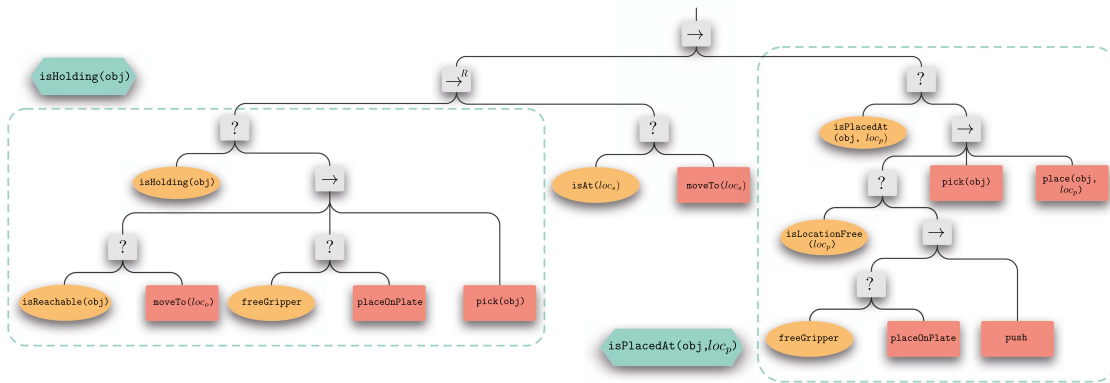 →
isHolding(obj)
→R
?
?
?
isPlacedAt
(obj, locₚ)
→
isHolding(obj)
→
isAt(locₛ)
moveTo(locₛ)
?
pick(obj)
place(obj,
locₚ)
?
?
isLocationFree
(locₚ)
→
isReachable(obj)
moveTo(locₒ)
freeGripper
placeOnPlate
pick(obj)
?
isPlacedAt(obj,locₚ)
freeGripper
placeOnPlate
push